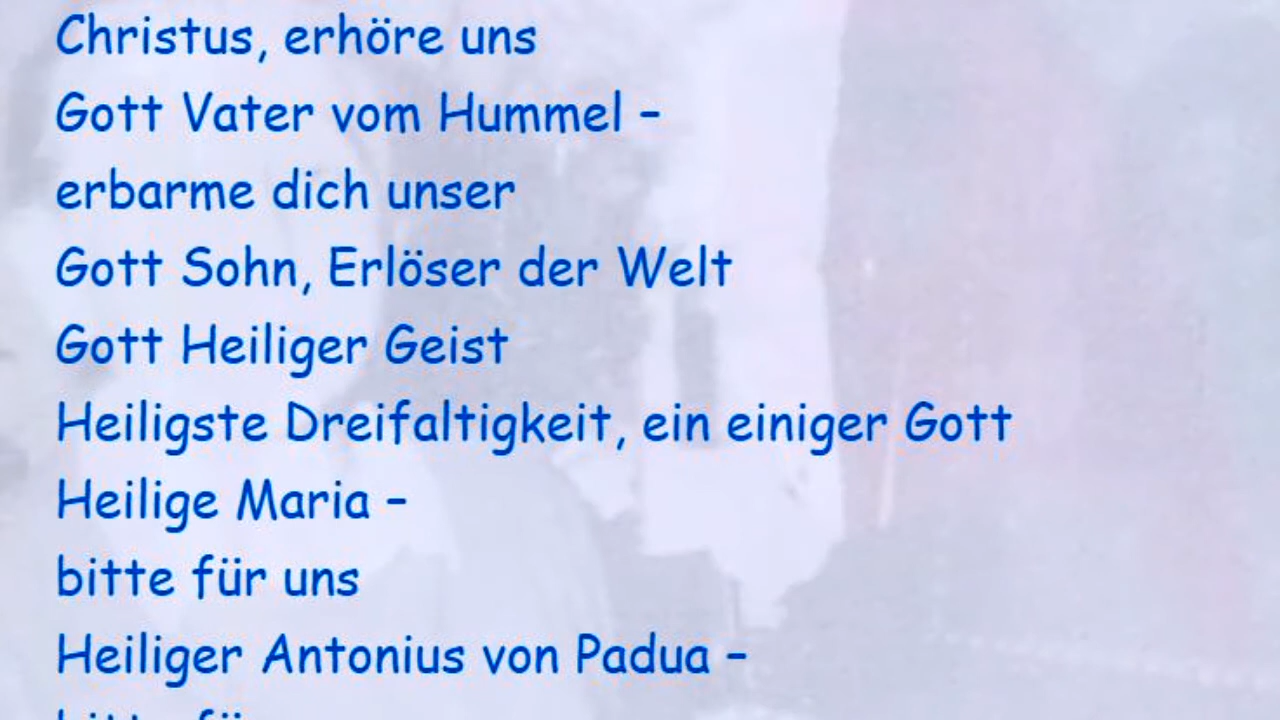 Christus, erhöre uns
Gott Vater vom Hummel –
erbarme dich unser
Gott Sohn, Erlöser der Welt
Gott Heiliger Geist
Heiligste Dreifaltigkeit, ein einiger Gott
Heilige Maria –
bitte für uns
Heiliger Antonius von Padua –